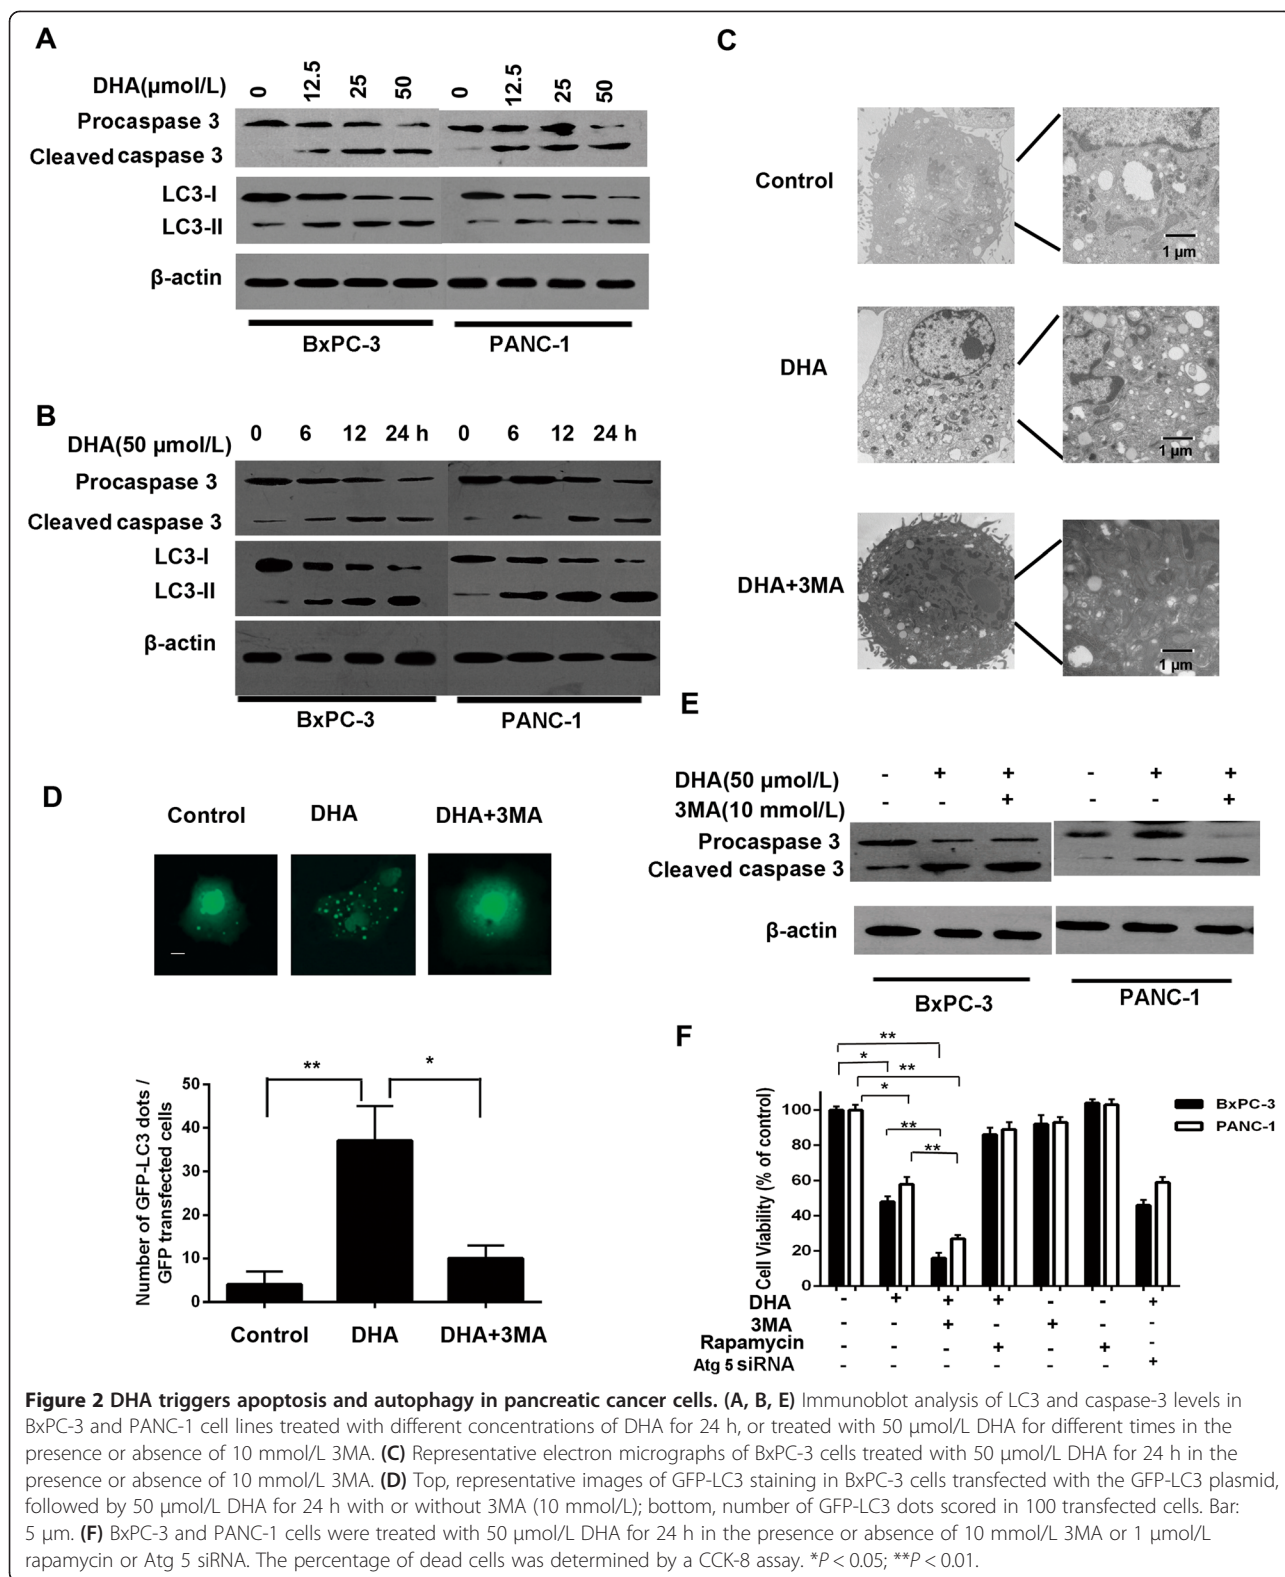 A
DHA(µmol/L) 0 12.5 25 50 0 12.5 25 50
Procaspase 3
Cleaved caspase 3
LC3-I
LC3-II
β-actin
BxPC-3 PANC-1
B
DHA(50 µmol/L) 0 6 12 24 h 0 6 12 24 h
Procaspase 3
Cleaved caspase 3
LC3-I
LC3-II
β-actin
BxPC-3 PANC-1
C
Control
1 µm
DHA
1 µm
DHA+3MA
1 µm
D
Control DHA DHA+3MA
** *
Number of GFP-LC3 dots /
GFP transfected cells
50
40
30
20
10
0
Control DHA DHA+3MA
E
DHA(50 µmol/L) - + + - + +
3MA(10 mmol/L) - - + - - +
Procaspase 3
Cleaved caspase 3
β-actin
BxPC-3 PANC-1
F
**
*
**
*
**
**
BxPC-3
PANC-1
Cell Viability (% of control)
100
80
60
40
20
0
DHA - + + + - - +
3MA - - + - + - -
Rapamycin - - - + - + -
Atg 5 siRNA - - - - - - +
Figure 2 DHA triggers apoptosis and autophagy in pancreatic cancer cells. (A, B, E) Immunoblot analysis of LC3 and caspase-3 levels in
BxPC-3 and PANC-1 cell lines treated with different concentrations of DHA for 24 h, or treated with 50 µmol/L DHA for different times in the
presence or absence of 10 mmol/L 3MA. (C) Representative electron micrographs of BxPC-3 cells treated with 50 µmol/L DHA for 24 h in the
presence or absence of 10 mmol/L 3MA. (D) Top, representative images of GFP-LC3 staining in BxPC-3 cells transfected with the GFP-LC3 plasmid,
followed by 50 µmol/L DHA for 24 h with or without 3MA (10 mmol/L); bottom, number of GFP-LC3 dots scored in 100 transfected cells. Bar:
5 µm. (F) BxPC-3 and PANC-1 cells were treated with 50 µmol/L DHA for 24 h in the presence or absence of 10 mmol/L 3MA or 1 µmol/L
rapamycin or Atg 5 siRNA. The percentage of dead cells was determined by a CCK-8 assay. *P < 0.05; **P < 0.01.